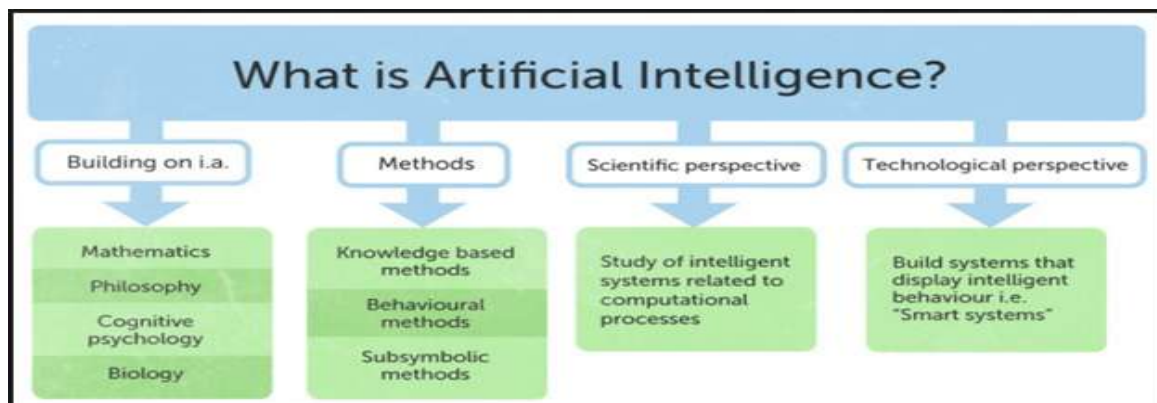 What is Artificial Intelligence?
Building on i.a.
Methods
Scientific perspective
Technological perspective
Mathematics
Philosophy
Cognitive
psychology
Biology
Knowledge based
methods
Behavioural
methods
Subsymbolic
methods
Study of intelligent
systems related to
computational
processes
Build systems that
display intelligent
behaviour i.e.
"Smart systems"